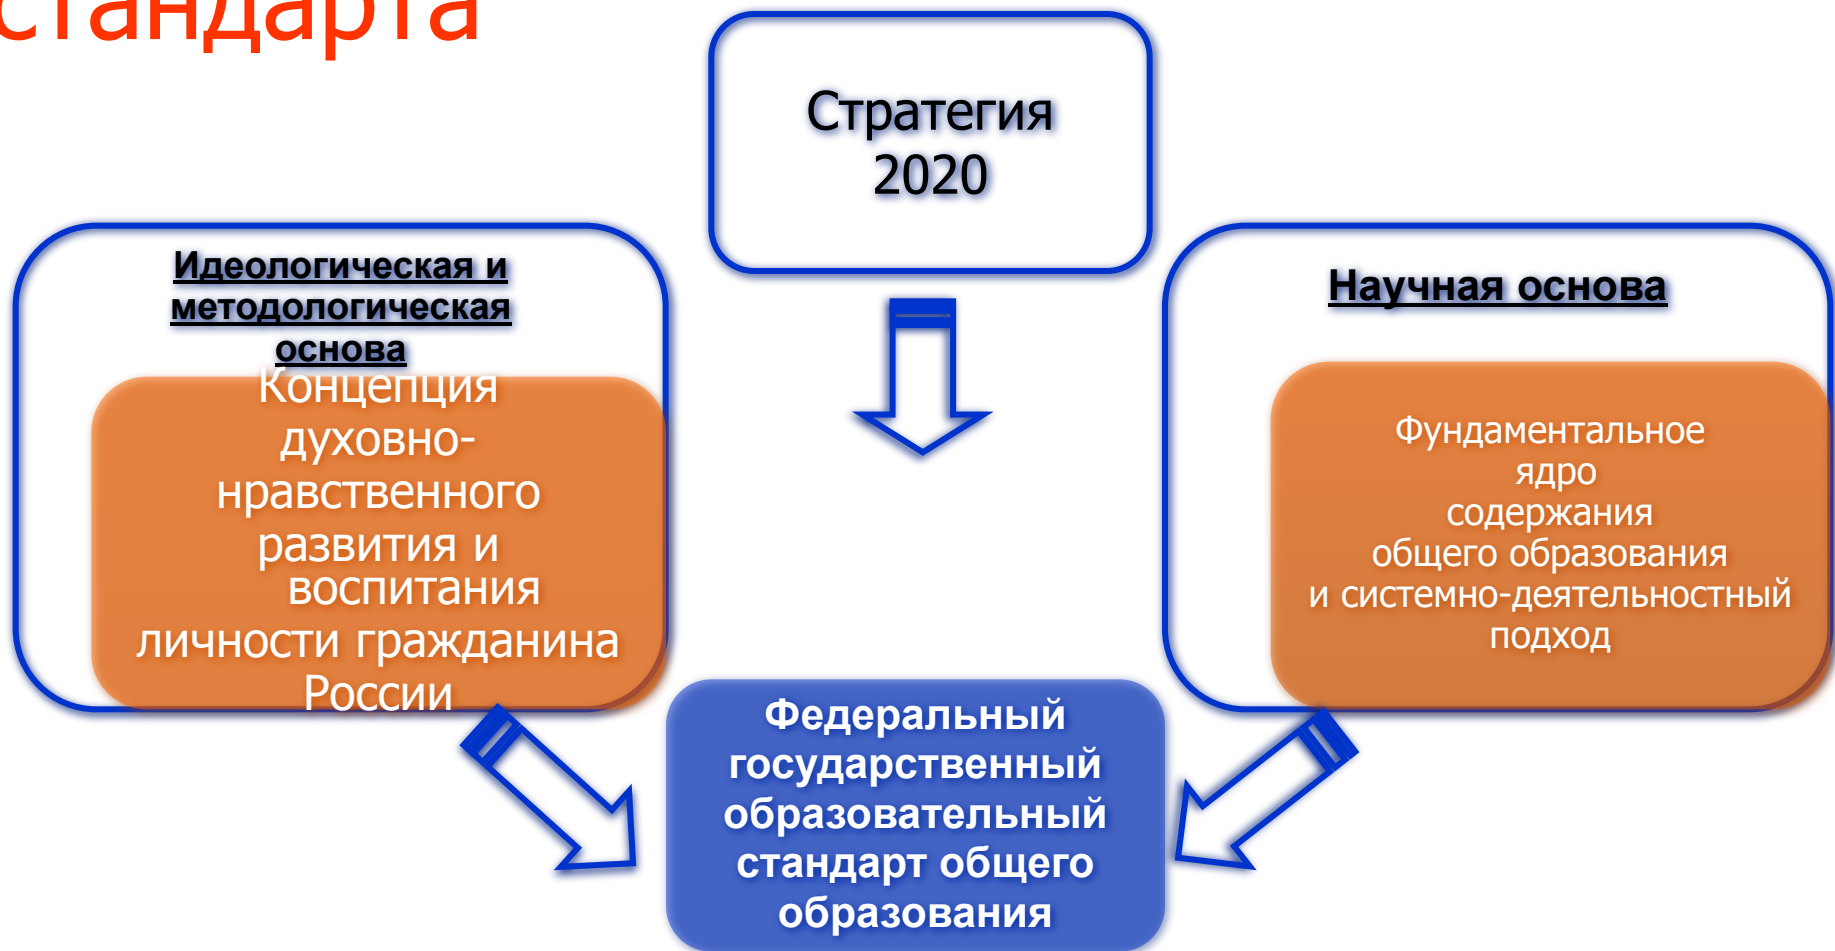 стандарта
Стратегия
2020
Идеологическая и
методологическая
основа
Концепция
духовно-
нравственного
развития и
воспитания
личности гражданина
России
Научная основа
Фундаментальное
ядро
содержания
общего образования
и системно-деятельностный
подход
Федеральный
государственный
образовательный
стандарт общего
образования